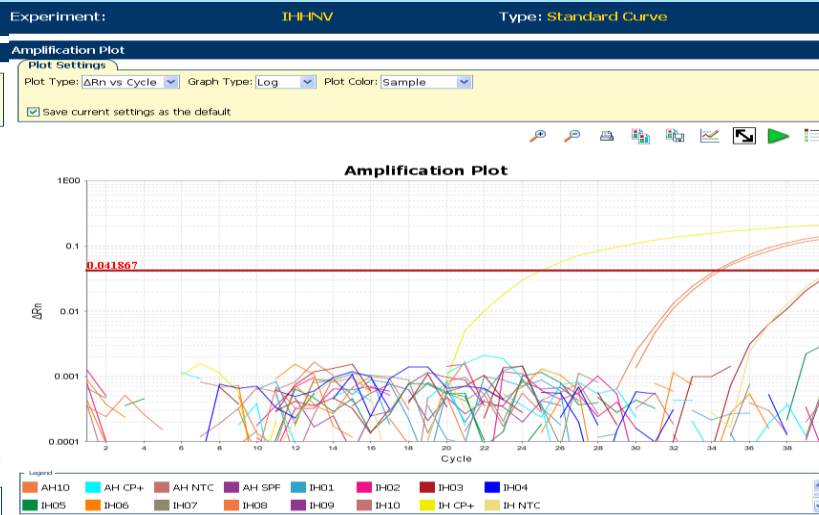 Experiment: IHHNV Type: Standard Curve
Amplification Plot
Plot Settings
Plot Type: ΔRn vs Cycle Graph Type: Log Plot Color: Sample
Save current settings as the default
Amplification Plot
1E00
0.1
0.041867
0.01
0.001
0.0001
ΔRn
2 4 6 8 10 12 14 16 18 20 22 24 26 28 30 32 34 36 38
Cycle
Legend
AH10 AH CP+ AH NTC AH SPF IH01 IH02 IH03 IH04
IH05 IH06 IH07 IH08 IH09 IH10 IH CP+ IH NTC